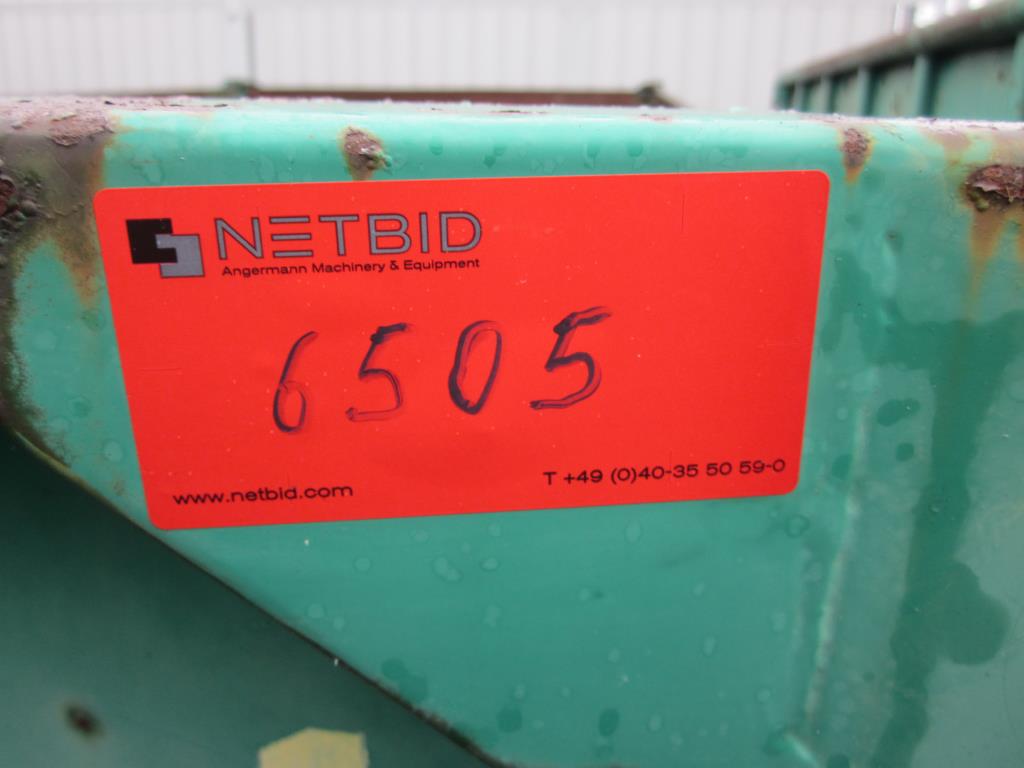 NETBID
Angermann Machinery & Equipment
6505
www.netbid.com
T +49 (0)40-35 50 59-0